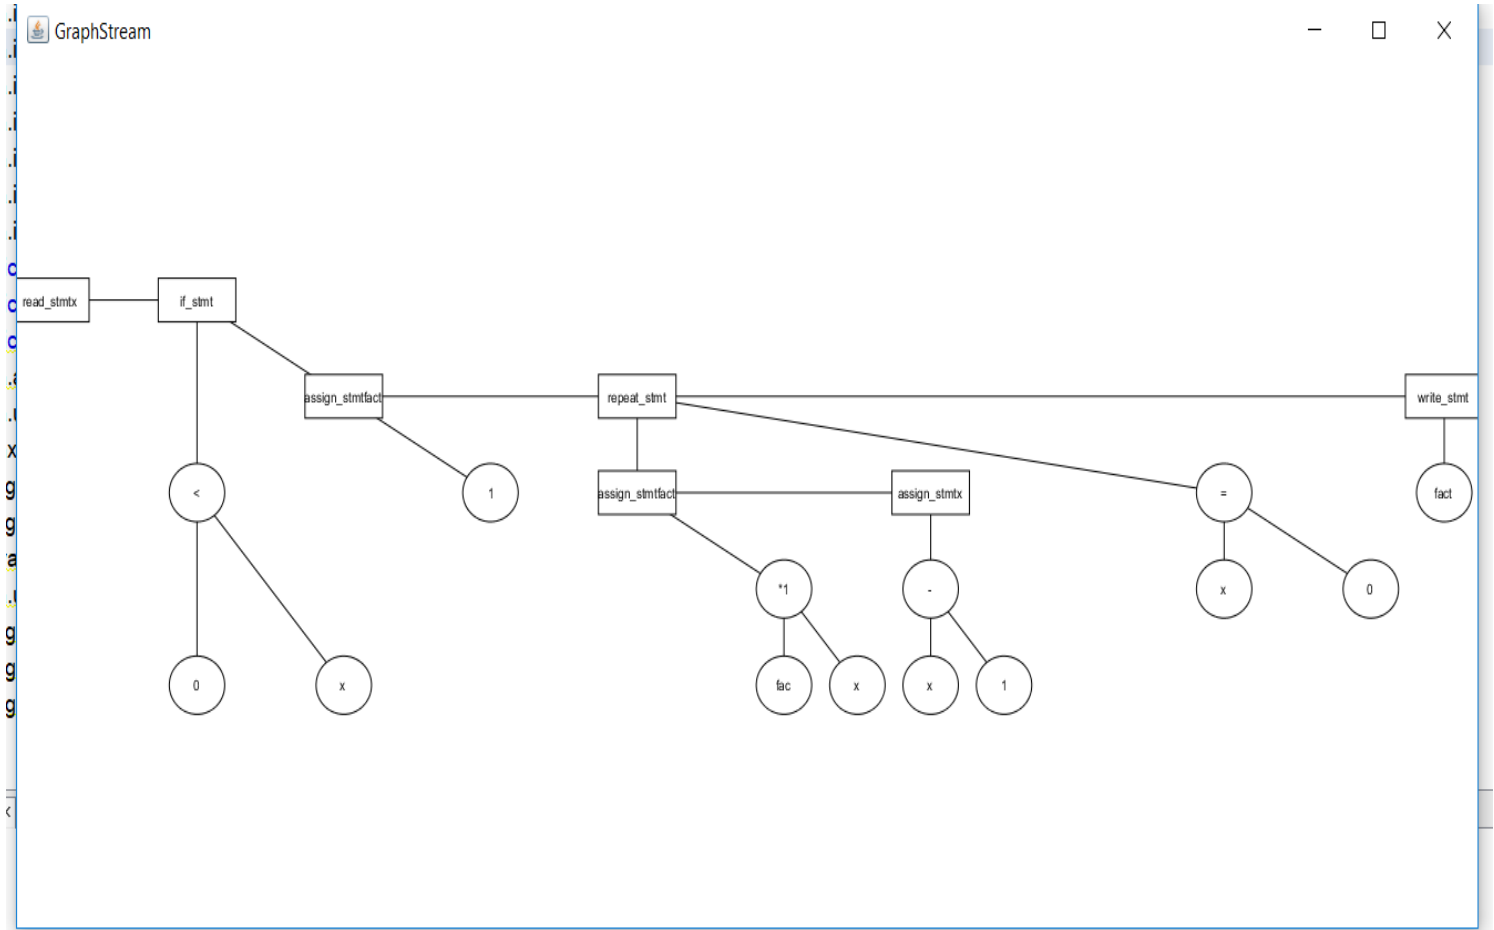 GraphStream
read_stmtx
if_stmt
assign_stmtfact
repeat_stmt
write_stmt
<
1
assign_stmtfact
assign_stmtx
=
fact
*1
-
x
0
0
x
fac
x
x
1